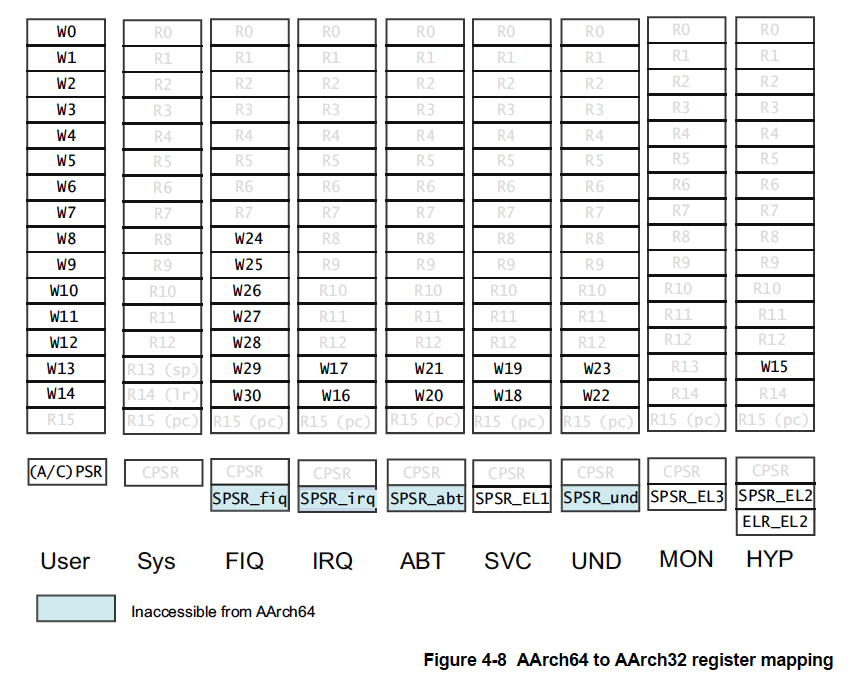 W0 R0 R0 R0 R0 R0 R0 R0 R0
W1 R1 R1 R1 R1 R1 R1 R1 R1
W2 R2 R2 R2 R2 R2 R2 R2 R2
W3 R3 R3 R3 R3 R3 R3 R3 R3
W4 R4 R4 R4 R4 R4 R4 R4 R4
W5 R5 R5 R5 R5 R5 R5 R5 R5
W6 R6 R6 R6 R6 R6 R6 R6 R6
W7 R7 R7 R7 R7 R7 R7 R7 R7
W8 R8 W24 R8 R8 R8 R8 R8 R8
W9 R9 W25 R9 R9 R9 R9 R9 R9
W10 R10 W26 R10 R10 R10 R10 R10 R10
W11 R11 W27 R11 R11 R11 R11 R11 R11
W12 R12 W28 R12 R12 R12 R12 R12 R12
W13 R13 (sp) W29 W17 W21 W19 W23 R13 W15
W14 R14 (lr) W30 W16 W20 W18 W22 R14 R14
R15 R15 (pc) R15 (pc) R15 (pc) R15 (pc) R15 (pc) R15 (pc) R15 (pc) R15 (pc)
(A/C)PSR CPSR CPSR CPSR CPSR CPSR CPSR CPSR CPSR
SPSR_fiq SPSR_irq SPSR_abt SPSR_EL1 SPSR_und SPSR_EL3 SPSR_EL2
ELR_EL2
User Sys FIQ IRQ ABT SVC UND MON HYP
Inaccessible from AArch64
Figure 4-8 AArch64 to AArch32 register mapping